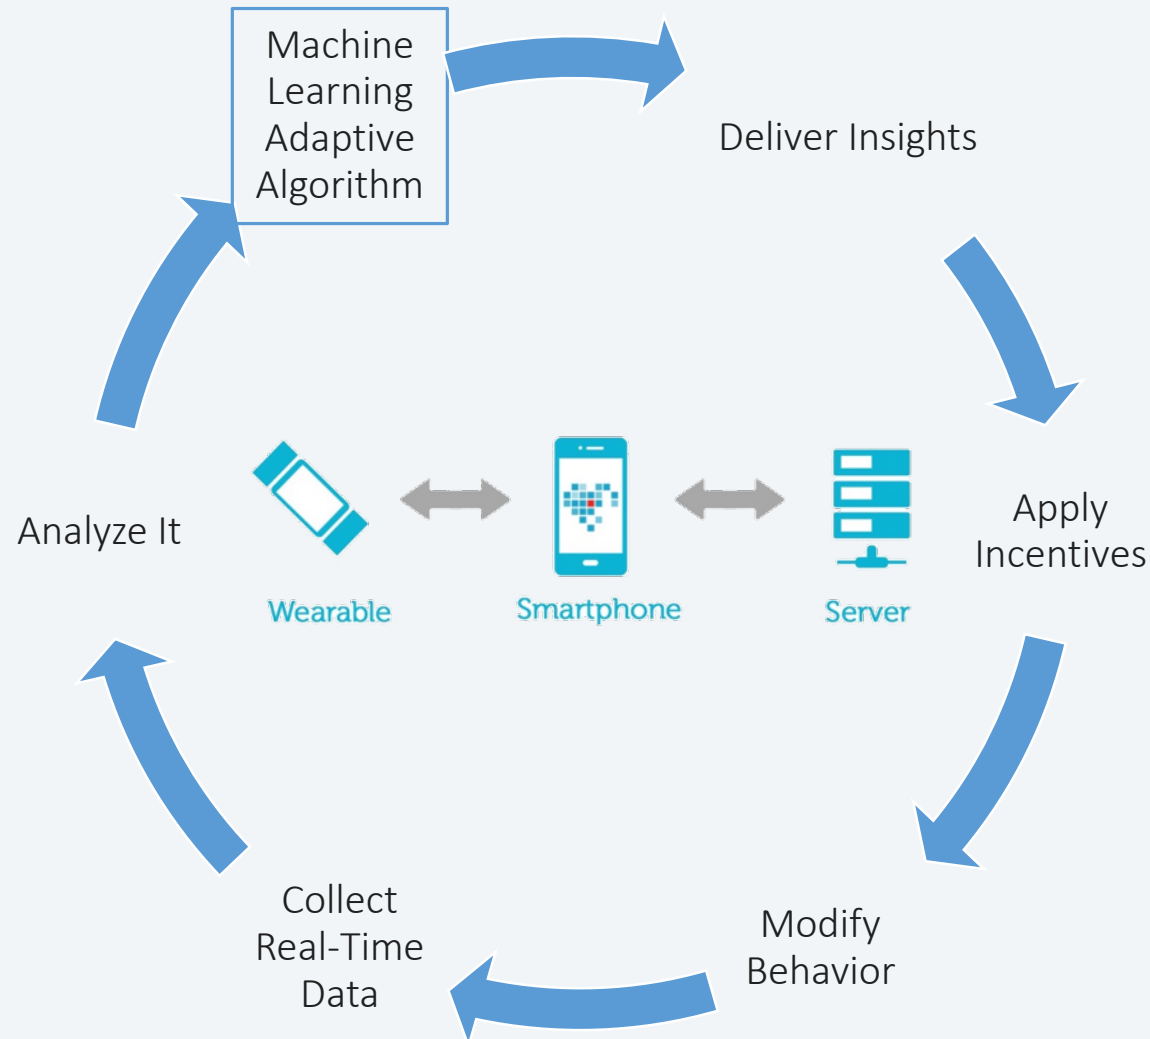 Machine
Learning
Adaptive
Algorithm
Deliver Insights
Apply
Incentives
Modify
Behavior
Collect
Real-Time
Data
Analyze It
Wearable
Smartphone
Server